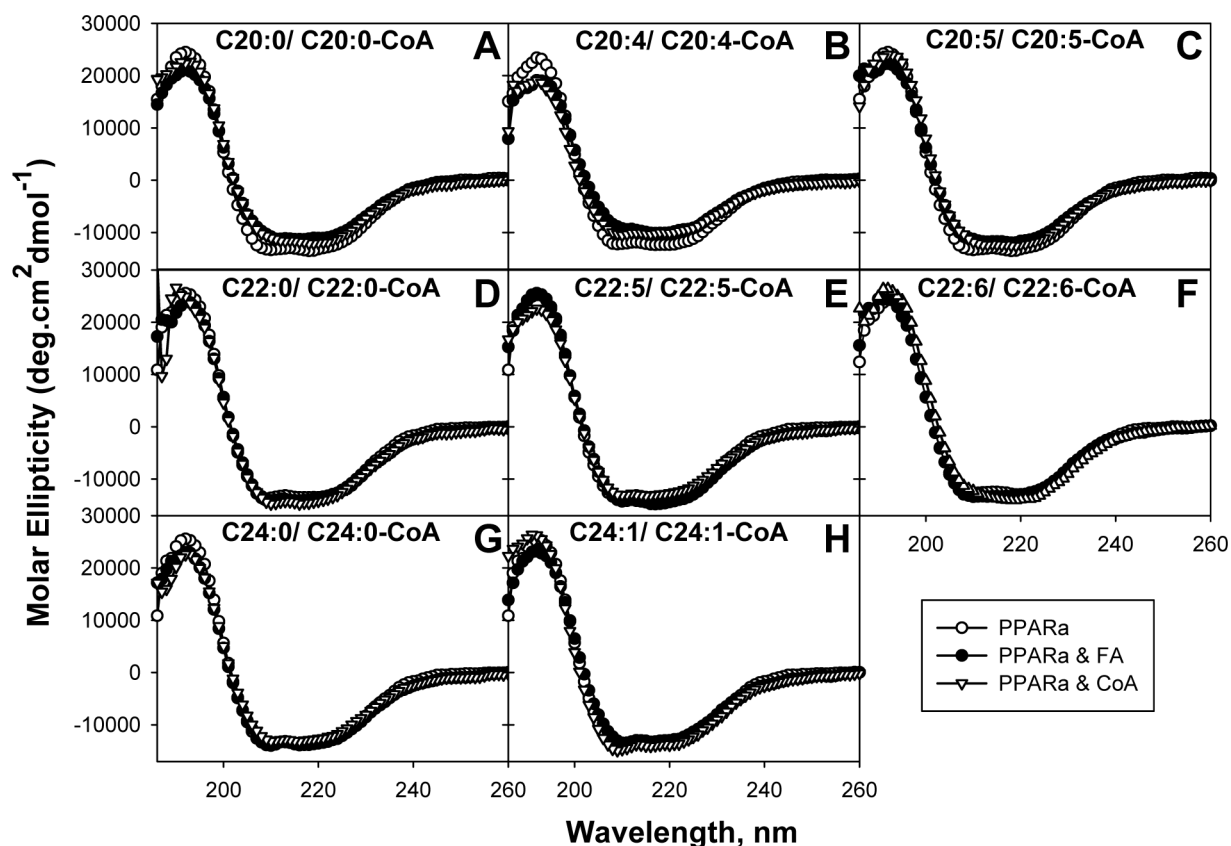 C20:0/ C20:0-CoA A
C20:4/ C20:4-CoA B
C20:5/ C20:5-CoA C
30000
20000
10000
0
-10000
C22:0/ C22:0-CoA D
C22:5/ C22:5-CoA E
C22:6/ C22:6-CoA F
30000
20000
10000
0
-10000
C24:0/ C24:0-CoA G
C24:1/ C24:1-CoA H
30000
20000
10000
0
-10000
Molar Ellipticity (deg.cm²dmol⁻¹)
200 220 240 260
200 220 240 260
200 220 240 260
Wavelength, nm
PPARa
PPARa & FA
PPARa & CoA